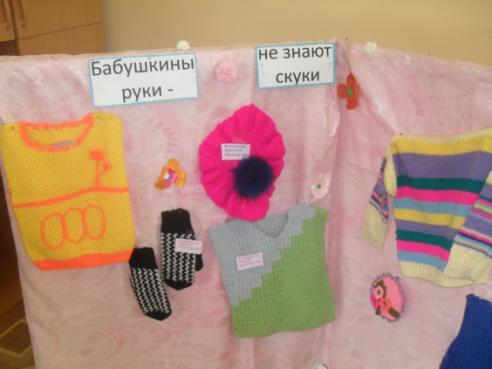 Бабушкины
руки -
не знают
скуки